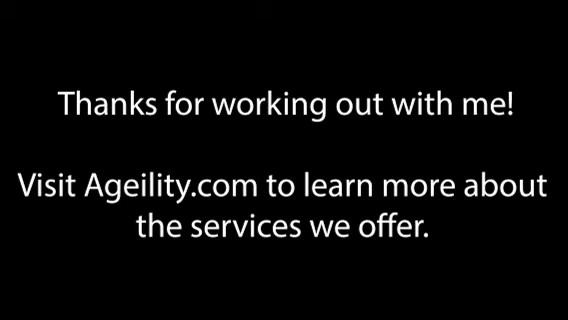 Thanks for working out with me!
Visit Ageility.com to learn more about
the services we offer.